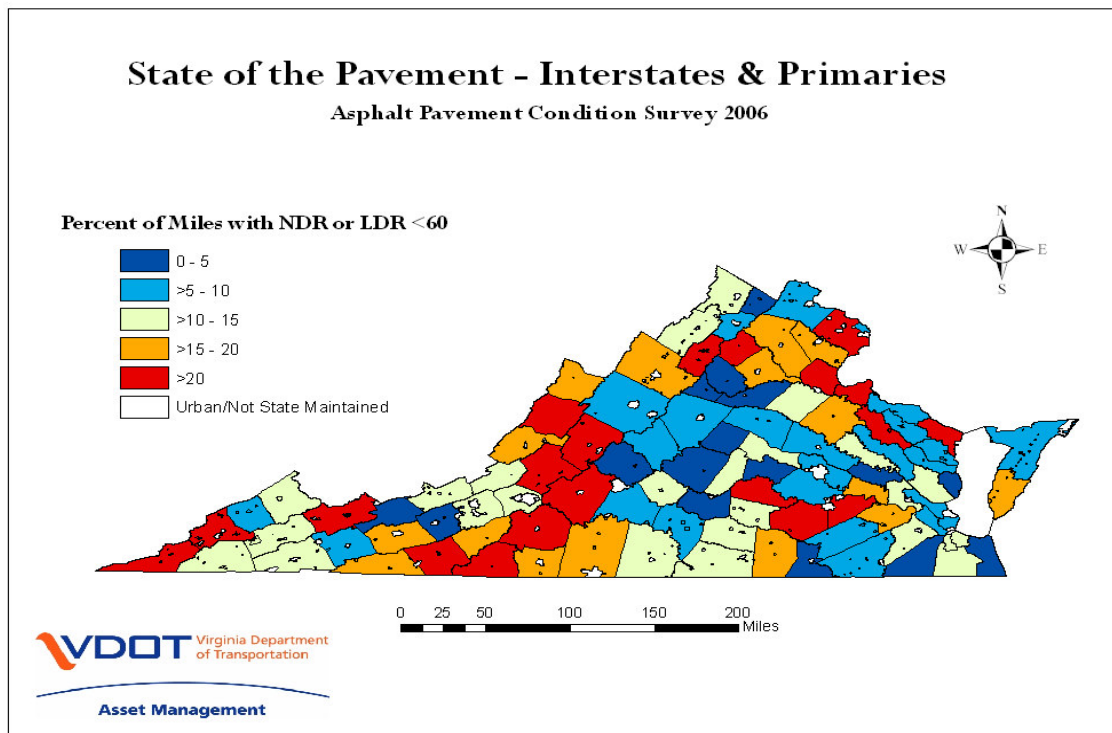 State of the Pavement - Interstates & Primaries
Asphalt Pavement Condition Survey 2006
Percent of Miles with NDR or LDR <60
0 - 5
>5 - 10
>10 - 15
>15 - 20
>20
Urban/Not State Maintained
N
W E
S
0 25 50 100 150 200
Miles
VDOT Virginia Department
of Transportation
Asset Management